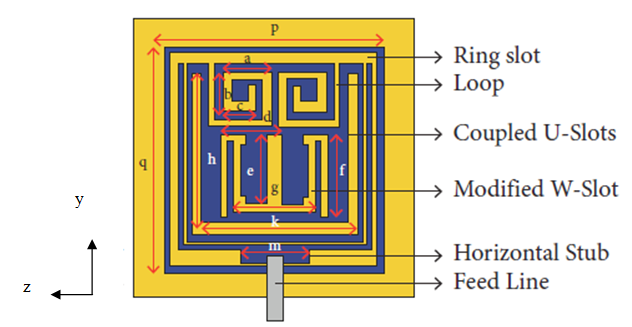 p
Ring slot
a
Loop
b
c
d
Coupled U-Slots
q
h
e
f
g
Modified W-Slot
k
y
m
Horizontal Stub
z
Feed Line